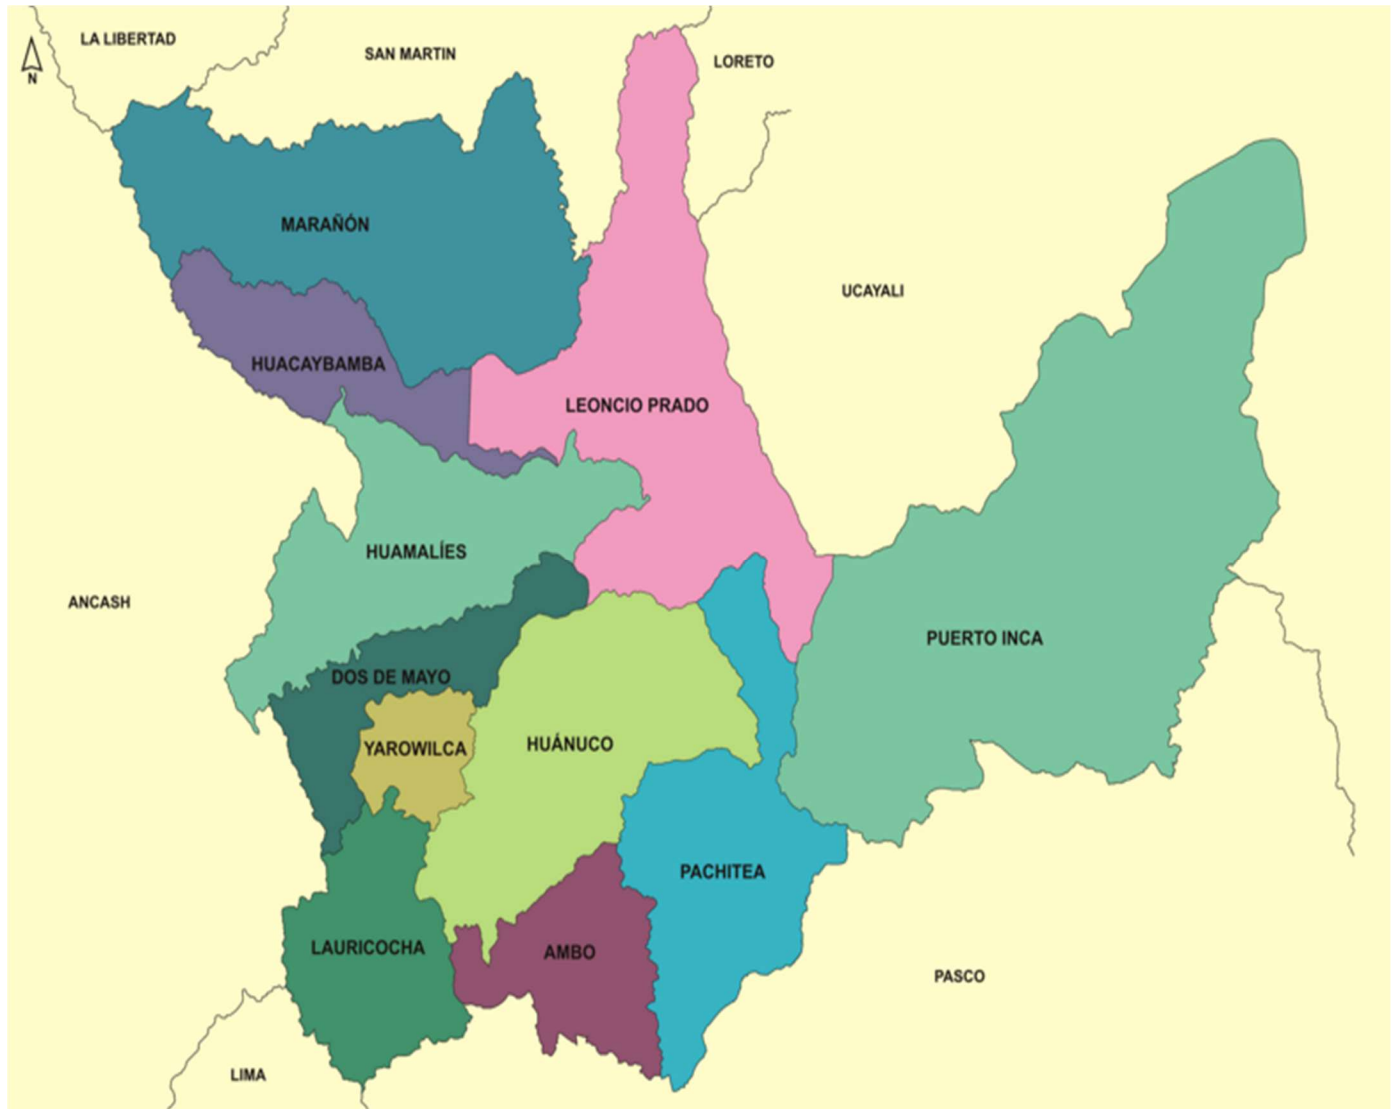 LA LIBERTAD
SAN MARTIN
LORETO
N
MARAÑÓN
UCAYALI
HUACAYBAMBA
LEONCIO PRADO
HUAMALÍES
ANCASH
PUERTO INCA
DOS DE MAYO
YAROWILCA
HUÁNUCO
PACHITEA
LAURICOCHA
AMBO
PASCO
LIMA